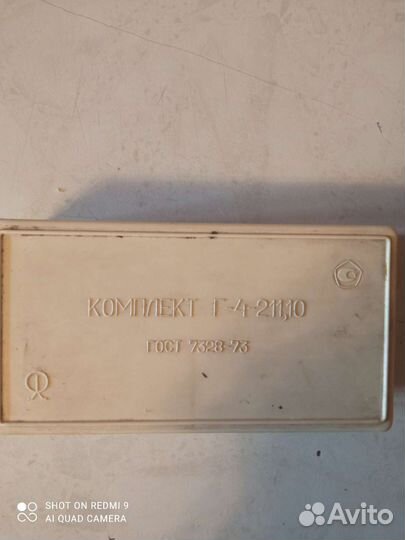 КОМПЛЕКТ Г-4-211,10
ГОСТ 7328-73
SHOT ON REDMI 9
AI QUAD CAMERA
Avito